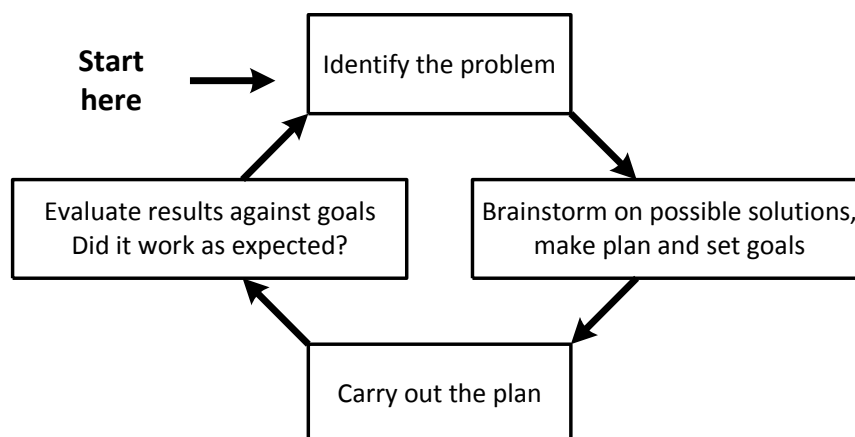 Start
here
Identify the problem
Brainstorm on possible solutions,
make plan and set goals
Carry out the plan
Evaluate results against goals
Did it work as expected?